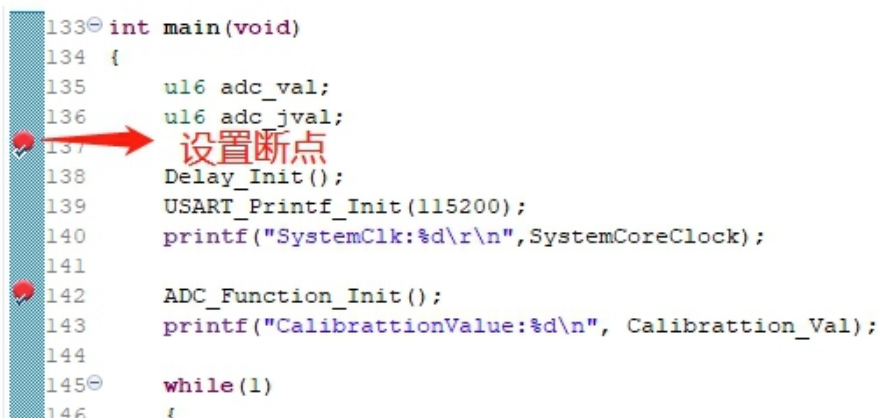 133 int main(void)
134 {
135 u16 adc_val;
136 u16 adc_jval;
137 设置断点
138 Delay_Init();
139 USART_Printf_Init(115200);
140 printf("SystemClk:%d\r\n",SystemCoreClock);
141
142 ADC_Function_Init();
143 printf("CalibrattionValue:%d\n", Calibrattion_Val);
144
145 while(1)
146 {